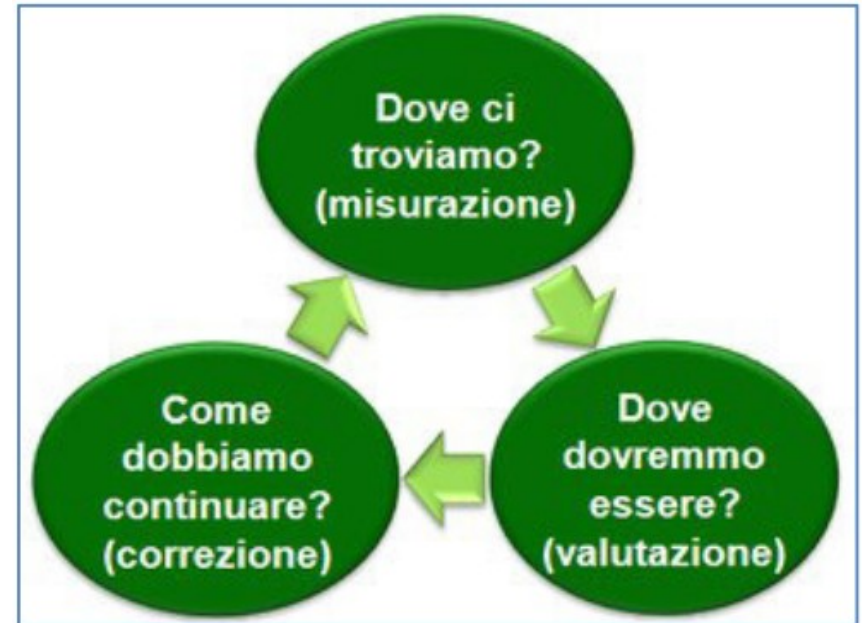 Dove ci
troviamo?
(misurazione)
Dove
dovremmo
essere?
(valutazione)
Come
dobbiamo
continuare?
(correzione)